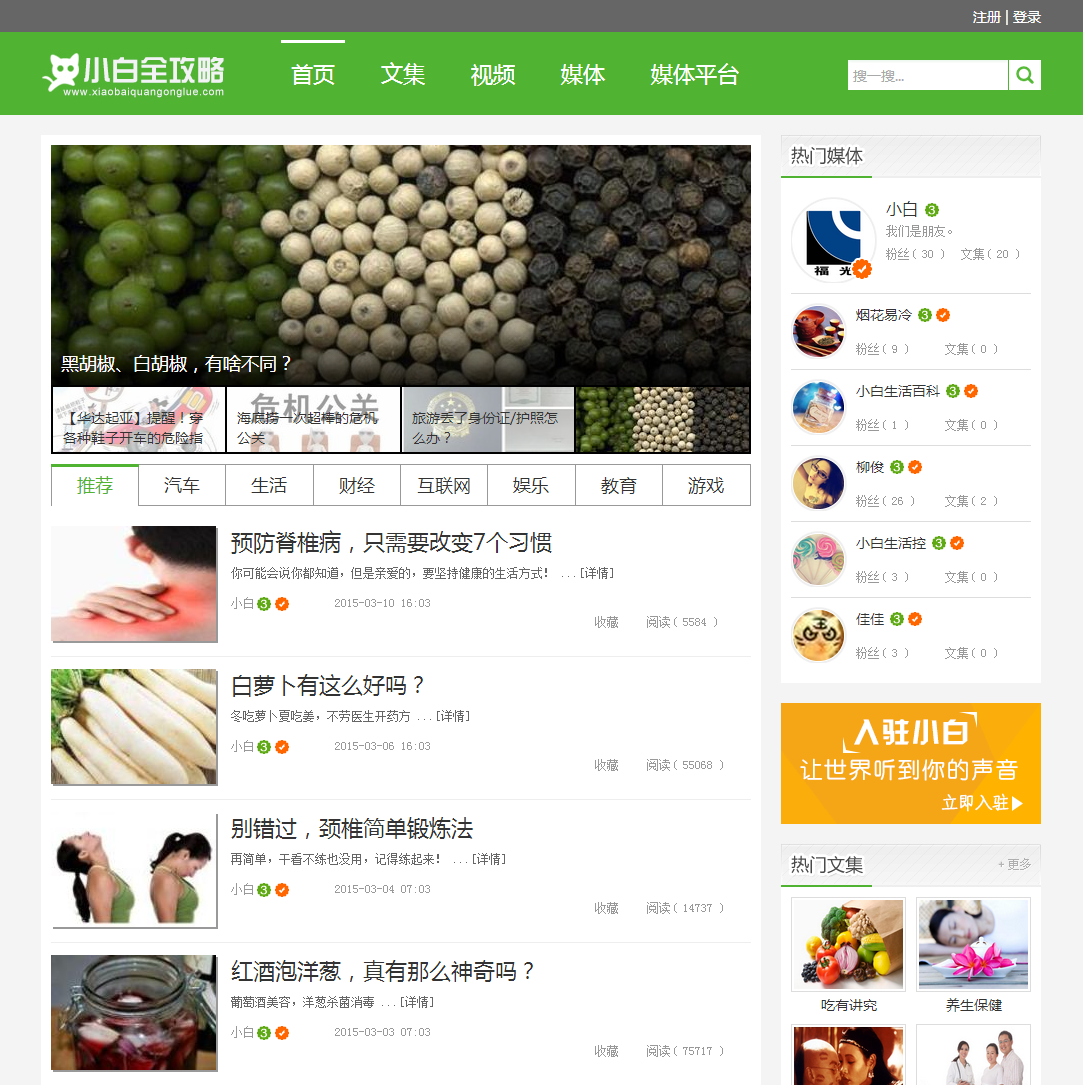 注册 | 登录
小白全攻略
www.xiaobaiquangonglue.com
首页 文集 视频 媒体 媒体平台
搜一搜...
黑胡椒、白胡椒，有啥不同？
【华达起亚】提醒！穿
各种鞋子开车的危险指
危机公关
海底捞一次超棒的危机
公关
旅游丢了身份证/护照怎
么办？
推荐 汽车 生活 财经 互联网 娱乐 教育 游戏
预防脊椎病，只需要改变7个习惯
你可能会说你都知道，但是亲爱的，要坚持健康的生活方式！ ...[详情]
小白 3 2015-03-10 16:03
收藏 阅读( 5584 )
白萝卜有这么好吗？
冬吃萝卜夏吃姜，不劳医生开药方 ...[详情]
小白 3 2015-03-06 16:03
收藏 阅读( 55068 )
别错过，颈椎简单锻炼法
再简单，干看不练也没用，记得练起来！ ...[详情]
小白 3 2015-03-04 07:03
收藏 阅读( 14737 )
红酒泡洋葱，真有那么神奇吗？
葡萄酒美容，洋葱杀菌消毒 ...[详情]
小白 3 2015-03-03 07:03
收藏 阅读( 75717 )
热门媒体
福 光
小白 3
我们是朋友。
粉丝( 30 ) 文集( 20 )
烟花易冷 3
粉丝( 9 ) 文集( 0 )
小白生活百科 3
粉丝( 1 ) 文集( 0 )
柳俊 3
粉丝( 26 ) 文集( 2 )
小白生活控 3
粉丝( 3 ) 文集( 0 )
佳佳 3
粉丝( 3 ) 文集( 0 )
入驻小白
让世界听到你的声音
立即入驻▶
热门文集 + 更多
吃有讲究 养生保健